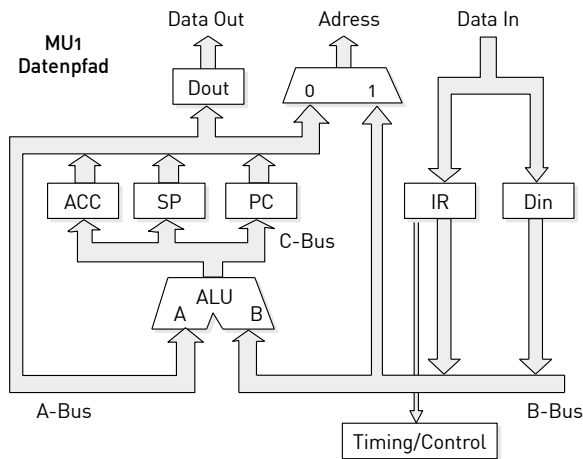 MU1
Datenpfad
Data Out
Adress
Data In
Dout
0 1
ACC
SP
PC
IR
Din
C-Bus
ALU
A B
A-Bus
B-Bus
Timing/Control